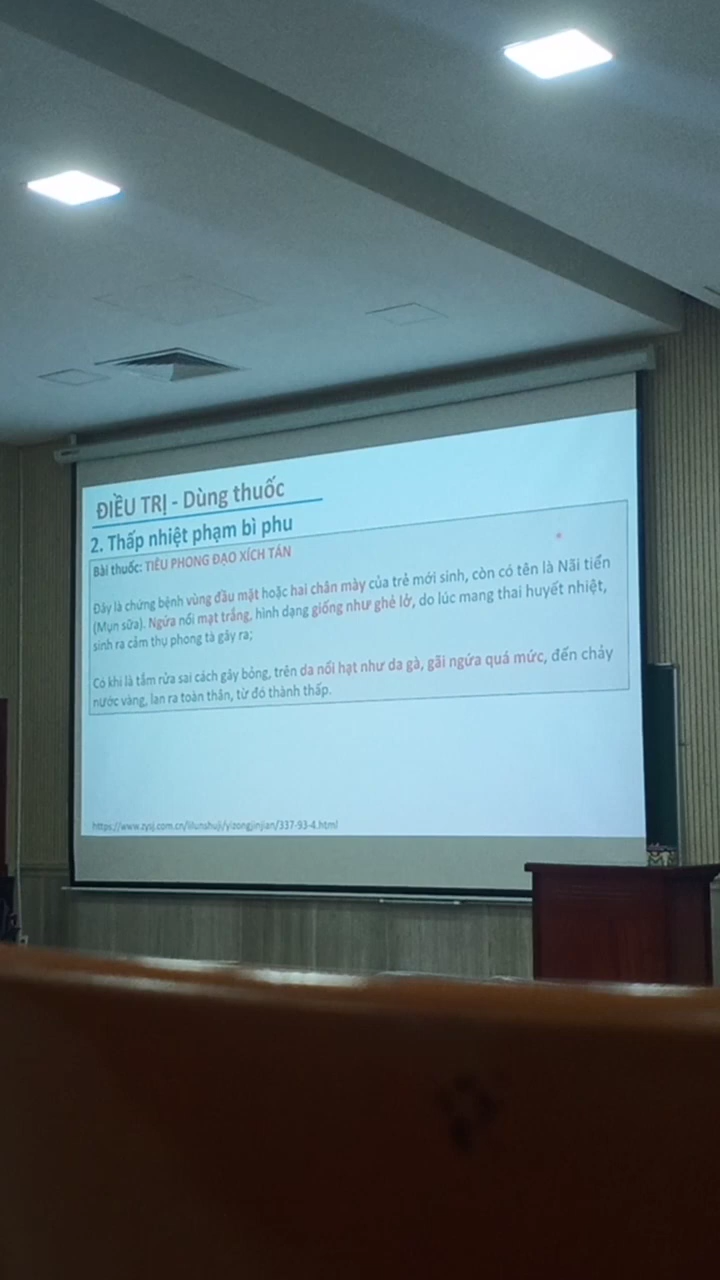 ĐIỀU TRỊ - Dùng thuốc
2. Thấp nhiệt phạm bì phu
Bài thuốc: TIÊU PHONG ĐẠO XÍCH TÁN
Đây là chứng bệnh vùng đầu mặt hoặc hai chân mày của trẻ mới sinh, còn có tên là Nãi tiển
(Mụn sữa). Ngứa nổi mạt trắng, hình dạng giống như ghẻ lở, do lúc mang thai huyết nhiệt,
sinh ra cảm thụ phong tà gây ra;
Có khi là tắm rửa sai cách gây bỏng, trên da nổi hạt như da gà, gãi ngứa quá mức, đến chảy
nước vàng, lan ra toàn thân, từ đó thành thấp.
https://www.zysj.com.cn/lilunshuji/yizongjinjian/337-93-4.html